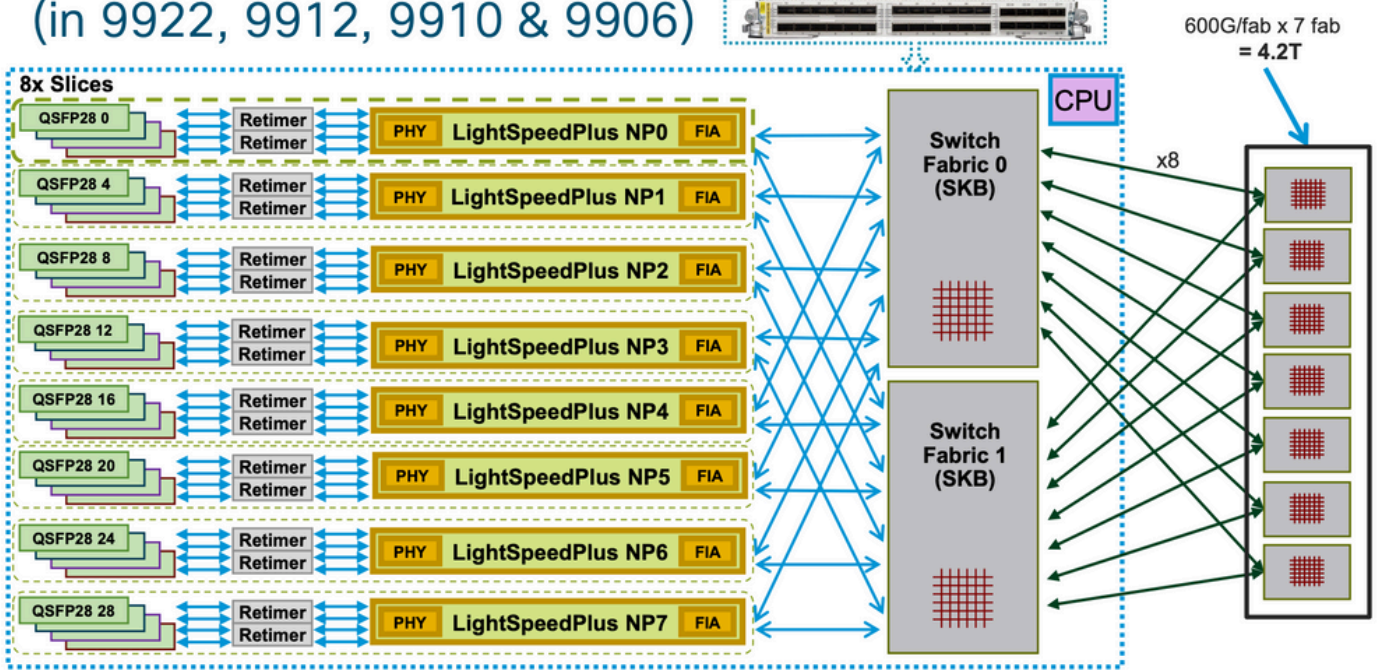 (in 9922, 9912, 9910 & 9906)
600G/fab x 7 fab
= 4.2T
8x Slices
CPU
QSFP28 0
Retimer
Retimer
PHY
LightSpeedPlus NP0
FIA
QSFP28 4
Retimer
Retimer
PHY
LightSpeedPlus NP1
FIA
QSFP28 8
Retimer
Retimer
PHY
LightSpeedPlus NP2
FIA
QSFP28 12
Retimer
Retimer
PHY
LightSpeedPlus NP3
FIA
QSFP28 16
Retimer
Retimer
PHY
LightSpeedPlus NP4
FIA
QSFP28 20
Retimer
Retimer
PHY
LightSpeedPlus NP5
FIA
QSFP28 24
Retimer
Retimer
PHY
LightSpeedPlus NP6
FIA
QSFP28 28
Retimer
Retimer
PHY
LightSpeedPlus NP7
FIA
Switch
Fabric 0
(SKB)
Switch
Fabric 1
(SKB)
x8